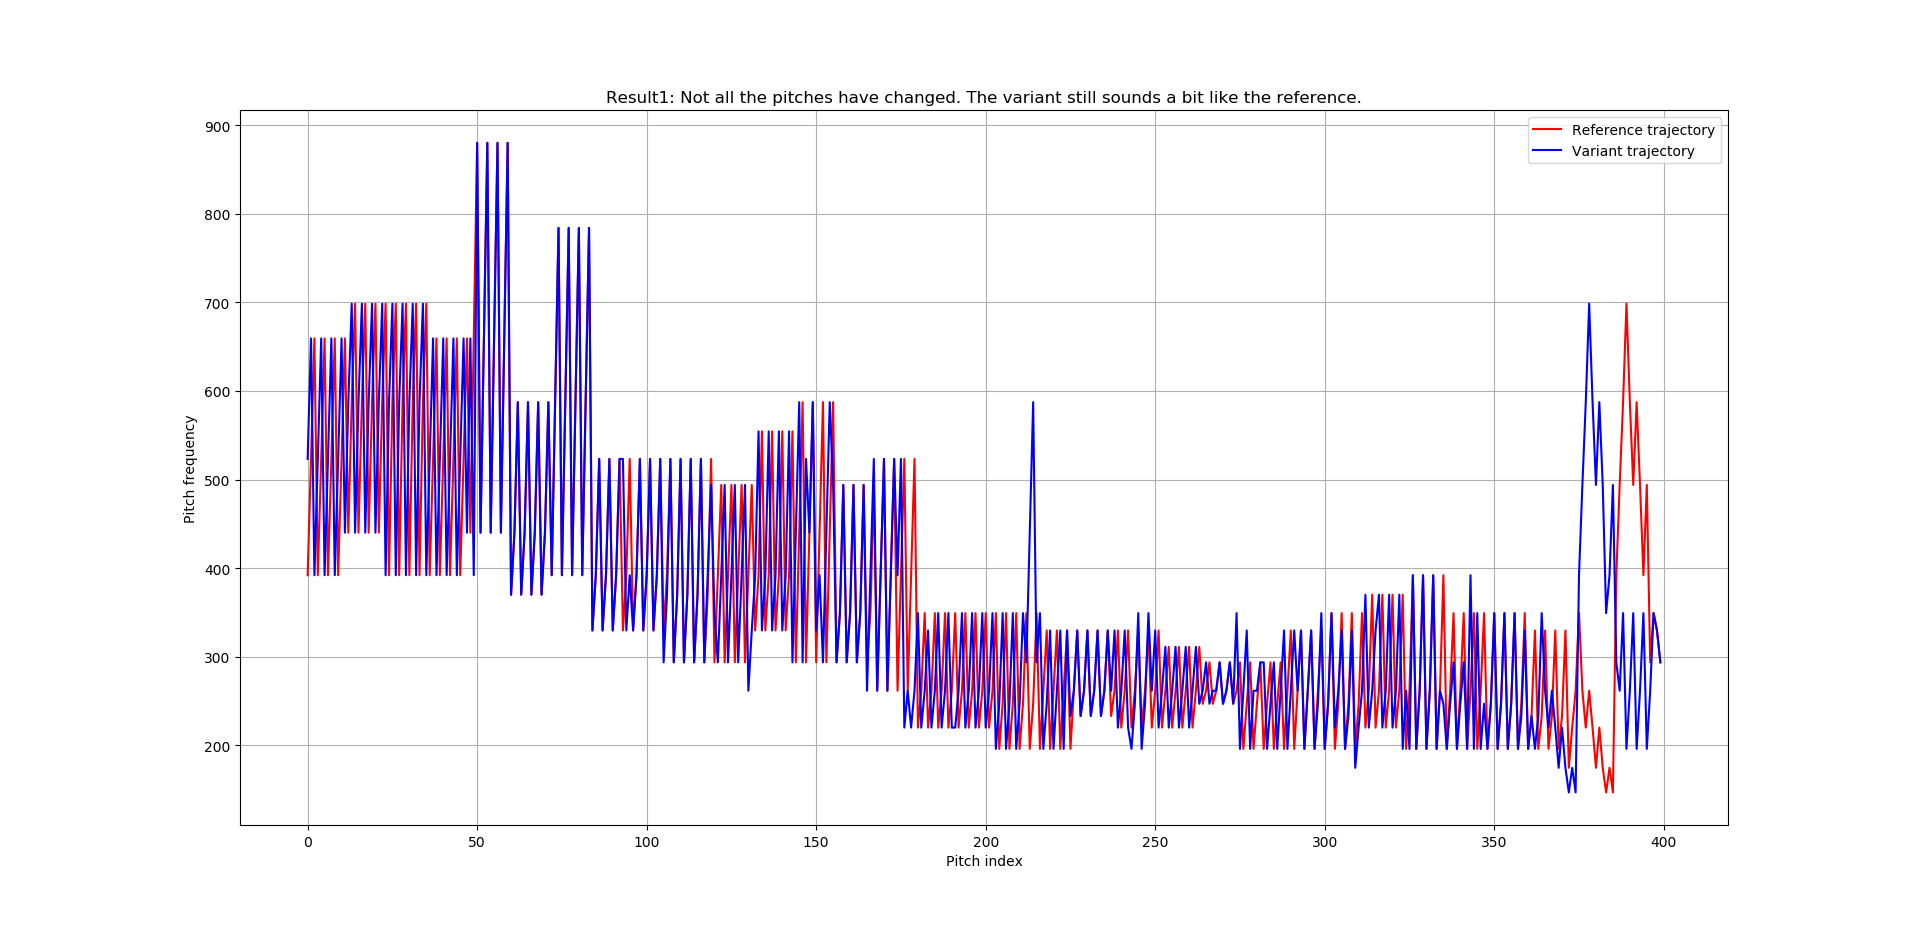 Result1: Not all the pitches have changed. The variant still sounds a bit like the reference.
Reference trajectory
Variant trajectory
Pitch frequency
900
800
700
600
500
400
300
200
0 50 100 150 200 250 300 350 400
Pitch index